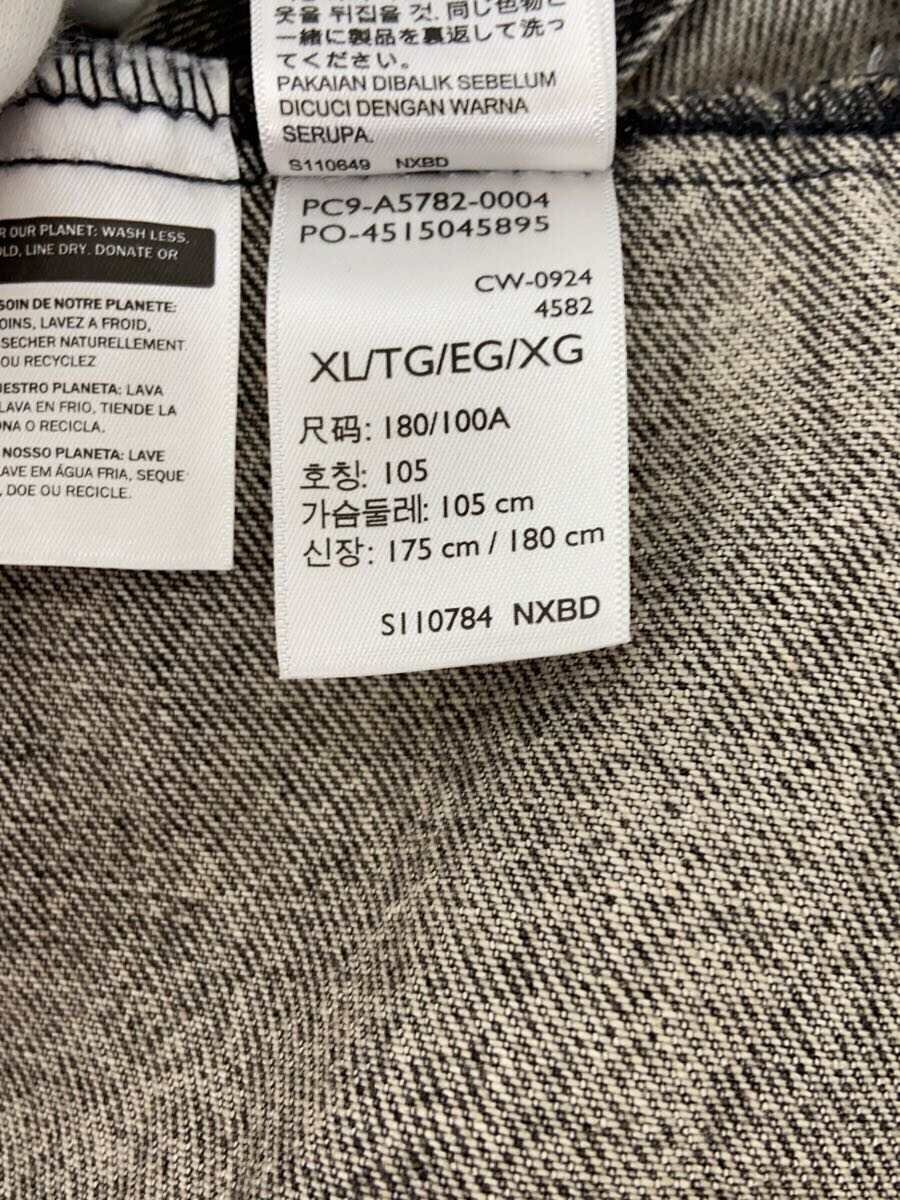 옷을 뒤집을 것. 同じ色物と
一緒に製品を裏返して洗っ
てください。
PAKAIAN DIBALIK SEBELUM
DICUCI DENGAN WARNA
SERUPA.
S110649 NXBD
PC9-A5782-0004
PO-4515045895
CW-0924
4582
XL/TG/EG/XG
尺码: 180/100A
호칭: 105
가슴둘레: 105 cm
신장: 175 cm / 180 cm
S110784 NXBD
R OUR PLANET: WASH LESS,
LD, LINE DRY. DONATE OR
SOIN DE NOTRE PLANETE:
OINS, LAVEZ A FROID,
SECHER NATURELLEMENT
OU RECYCLEZ
UESTRO PLANETA: LAVA
LAVA EN FRIO, TIENDE LA
NA O RECICLA.
NOSSO PLANETA: LAVE
AVE EM ÁGUA FRIA, SEQUE
, DOE OU RECICLE.